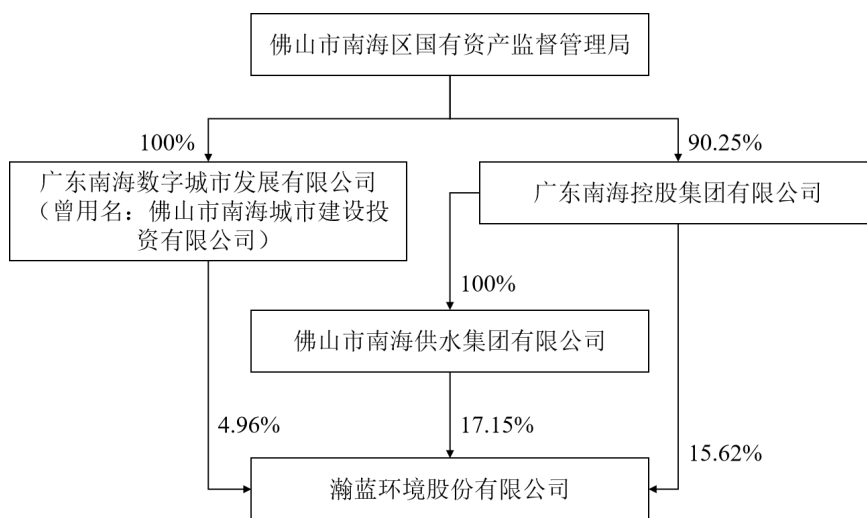 佛山市南海区国有资产监督管理局
100%
90.25%
广东南海数字城市发展有限公司
（曾用名：佛山市南海城市建设投
资有限公司）
广东南海控股集团有限公司
100%
佛山市南海供水集团有限公司
4.96%
17.15%
15.62%
瀚蓝环境股份有限公司